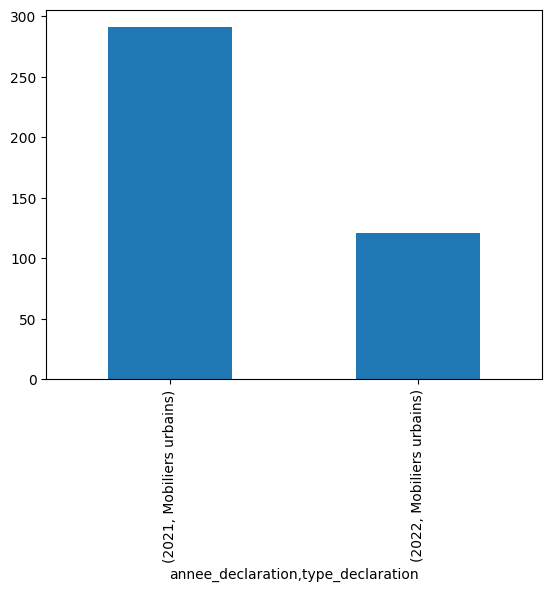 300
250
200
150
100
50
0
(2021, Mobiliers urbains)
(2022, Mobiliers urbains)
annee_declaration,type_declaration